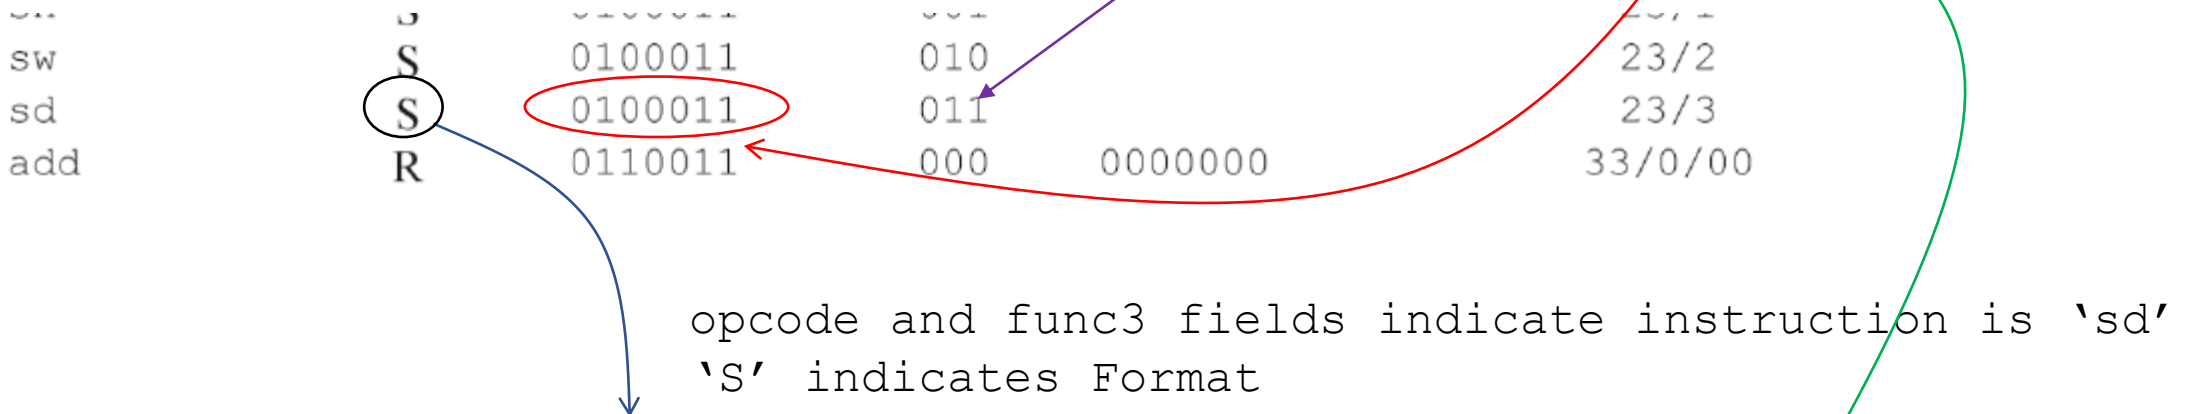 sw S 0100011 010 23/2
sd S 0100011 011 23/3
add R 0110011 000 0000000 33/0/00
opcode and func3 fields indicate instruction is ‘sd’
‘S’ indicates Format